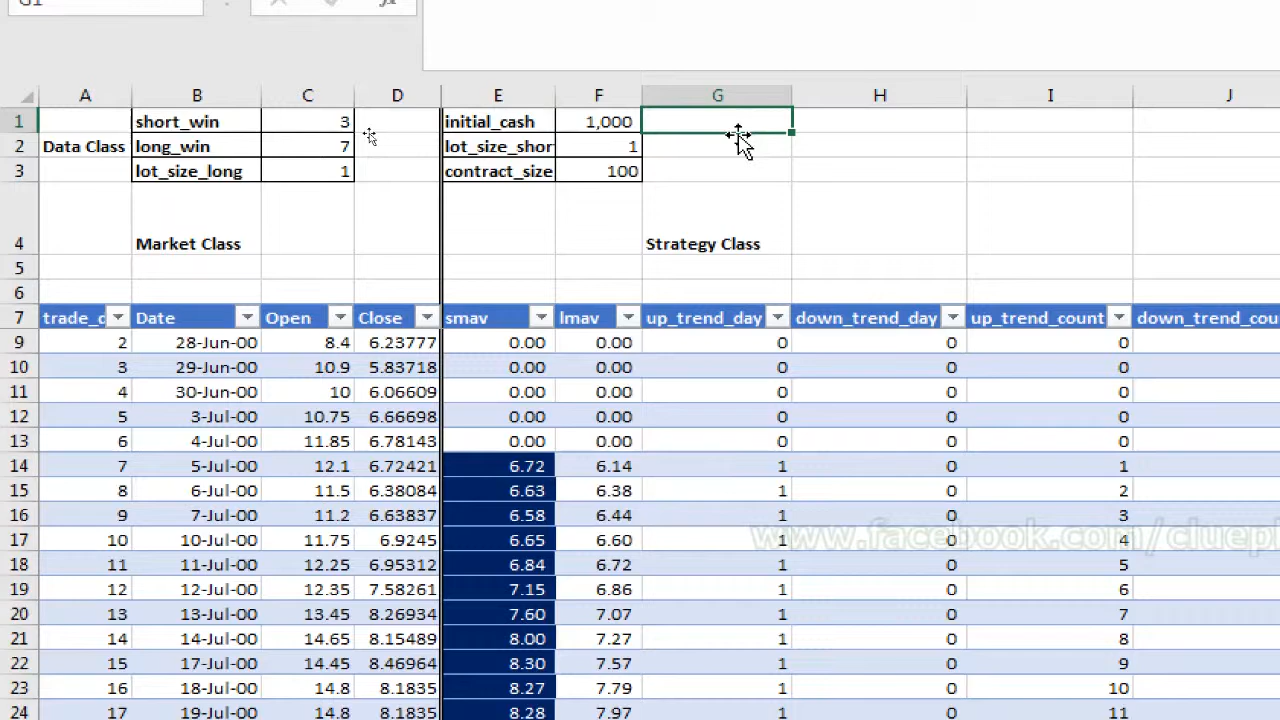 A B C D E F G H I J
1 short_win 3 initial_cash 1,000
2 Data Class long_win 7 lot_size_shor 1
3 lot_size_long 1 contract_size 100
4 Market Class Strategy Class
5
6
7 trade_d Date Open Close smav lmav up_trend_day down_trend_day up_trend_count down_trend_cou
9 2 28-Jun-00 8.4 6.23777 0.00 0.00 0 0 0
10 3 29-Jun-00 10.9 5.83718 0.00 0.00 0 0 0
11 4 30-Jun-00 10 6.06609 0.00 0.00 0 0 0
12 5 3-Jul-00 10.75 6.66698 0.00 0.00 0 0 0
13 6 4-Jul-00 11.85 6.78143 0.00 0.00 0 0 0
14 7 5-Jul-00 12.1 6.72421 6.72 6.14 1 0 1
15 8 6-Jul-00 11.5 6.38084 6.63 6.38 1 0 2
16 9 7-Jul-00 11.2 6.63837 6.58 6.44 1 0 3
17 10 10-Jul-00 11.75 6.9245 6.65 6.60 1 0 4
www.facebook.com/cluepl
18 11 11-Jul-00 12.25 6.95312 6.84 6.72 1 0 5
19 12 12-Jul-00 12.35 7.58261 7.15 6.86 1 0 6
20 13 13-Jul-00 13.45 8.26934 7.60 7.07 1 0 7
21 14 14-Jul-00 14.65 8.15489 8.00 7.27 1 0 8
22 15 17-Jul-00 14.45 8.46964 8.30 7.57 1 0 9
23 16 18-Jul-00 14.8 8.1835 8.27 7.79 1 0 10
24 17 19-Jul-00 14.8 8.1835 8.28 7.97 1 0 11